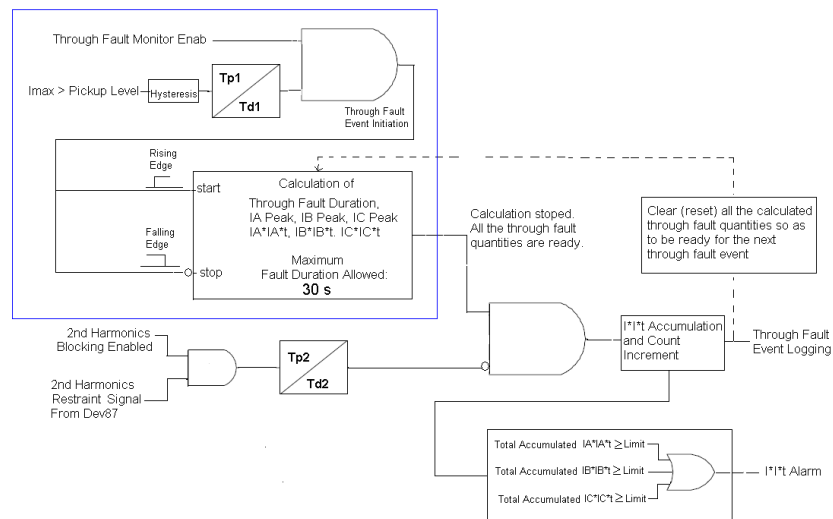 Through Fault Monitor Enab
Imax > Pickup Level
Hysteresis
Tp1
Td1
Through Fault
Event Initiation
Rising
Edge
start
Falling
Edge
stop
Calculation of
Through Fault Duration,
IA Peak, IB Peak, IC Peak
IA*IA*t, IB*IB*t. IC*IC*t
Maximum
Fault Duration Allowed:
30 s
Calculation stoped.
All the through fault
quantities are ready.
Clear (reset) all the calculated
through fault quantities so as
to be ready for the next
through fault event
2nd Harmonics
Blocking Enabled
2nd Harmonics
Restraint Signal
From Dev87
Tp2
Td2
I*I*t Accumulation
and Count
Increment
Through Fault
Event Logging
Total Accumulated IA*IA*t ≥ Limit
Total Accumulated IB*IB*t ≥ Limit
Total Accumulated IC*IC*t ≥ Limit
I*I*t Alarm